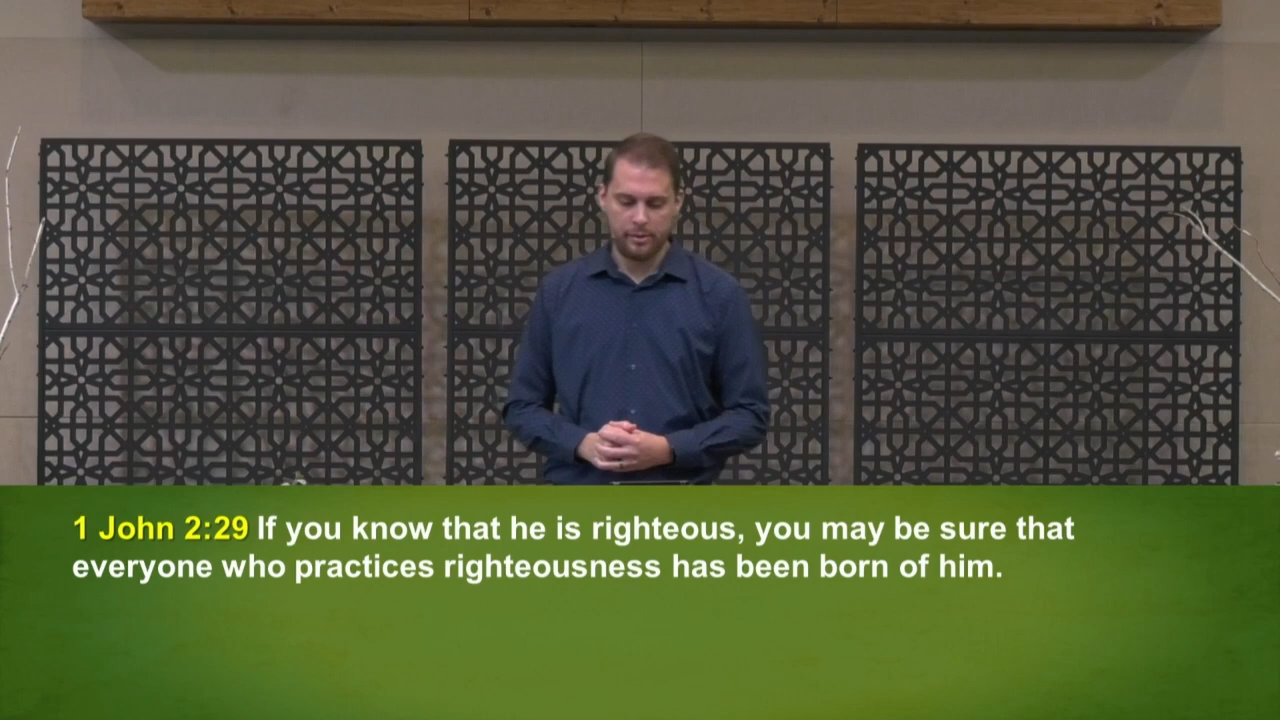 1 John 2:29 If you know that he is righteous, you may be sure that
everyone who practices righteousness has been born of him.